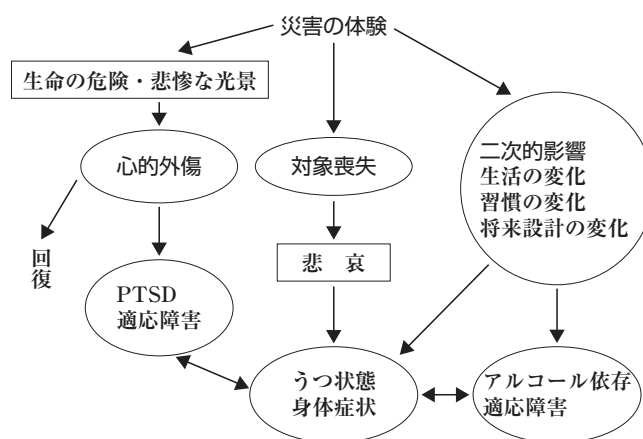 災害の体験
生命の危険・悲惨な光景
心的外傷
対象喪失
二次的影響
生活の変化
習慣の変化
将来設計の変化
回復
悲　哀
PTSD
適応障害
うつ状態
身体症状
アルコール依存
適応障害